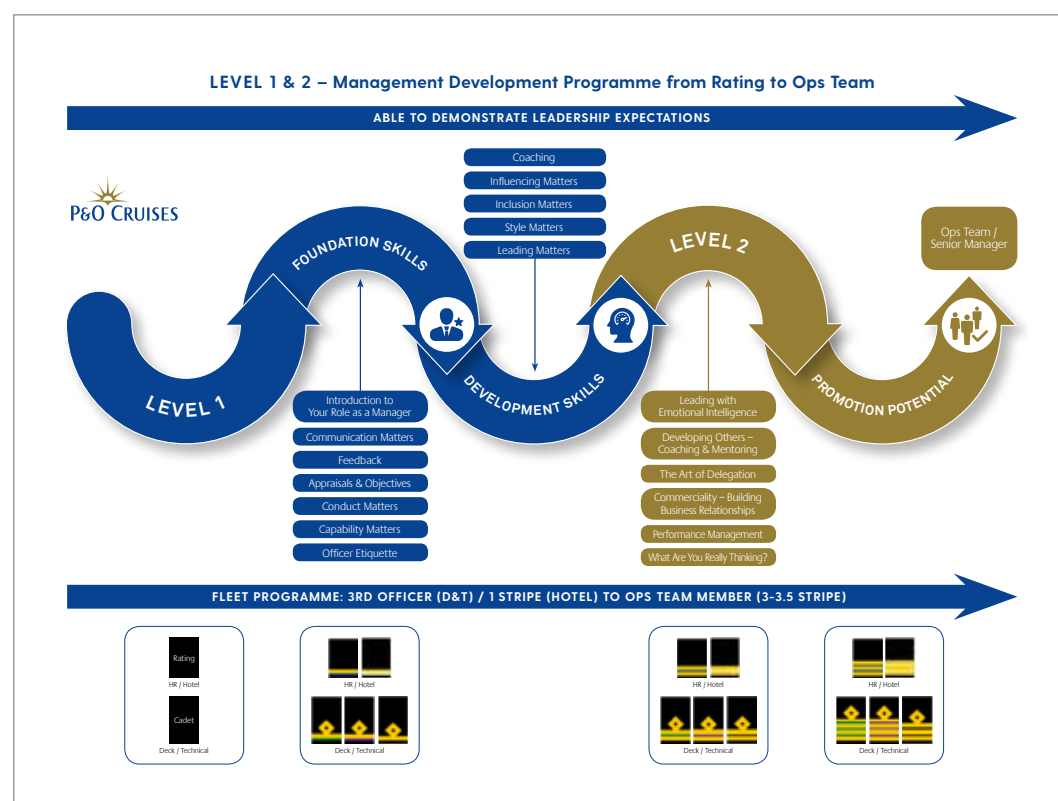 LEVEL 1 & 2 – Management Development Programme from Rating to Ops Team
ABLE TO DEMONSTRATE LEADERSHIP EXPECTATIONS
P&O CRUISES
LEVEL 1
FOUNDATION SKILLS
Introduction to
Your Role as a Manager
Communication Matters
Feedback
Appraisals & Objectives
Conduct Matters
Capability Matters
Officer Etiquette
Coaching
Influencing Matters
Inclusion Matters
Style Matters
Leading Matters
DEVELOPMENT SKILLS
LEVEL 2
Leading with
Emotional Intelligence
Developing Others –
Coaching & Mentoring
The Art of Delegation
Commerciality – Building
Business Relationships
Performance Management
What Are You Really Thinking?
PROMOTION POTENTIAL
Ops Team /
Senior Manager
FLEET PROGRAMME: 3RD OFFICER (D&T) / 1 STRIPE (HOTEL) TO OPS TEAM MEMBER (3-3.5 STRIPE)
Rating
HR / Hotel
Cadet
Deck / Technical
HR / Hotel
Deck / Technical
HR / Hotel
Deck / Technical
HR / Hotel
Deck / Technical